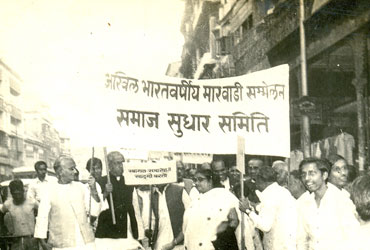 अखिल भारतवर्षीय मारवाडी सम्मेलन
समाज सुधार समिति